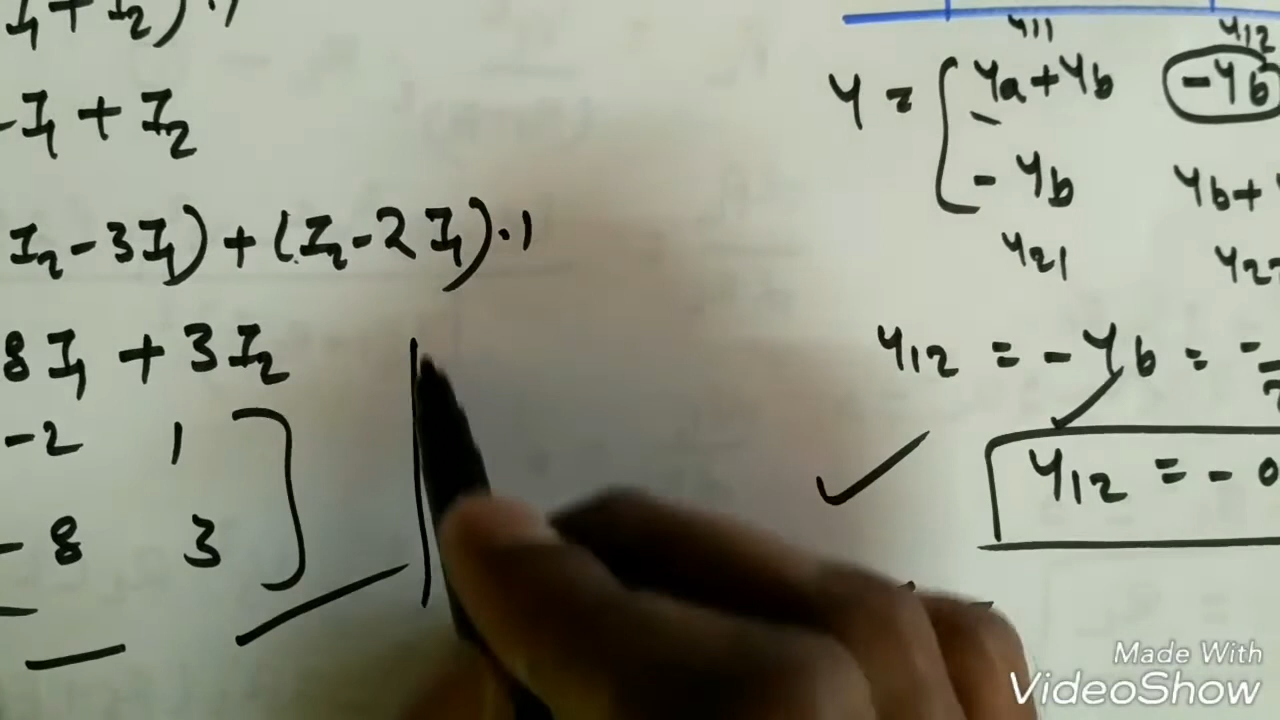 I₁ + I₂) · 1
-I₁ + I₂
I₂ - 3I₁) + (I₂ - 2I₁) · 1
8I₁ + 3I₂
-2 1
-8 3
y11 y12
Y = [ Ya + Yb -Yb
- Yb Yb +
Y21 Y22
Y12 = - Yb = -
Y12 = - 0
Made With
VideoShow